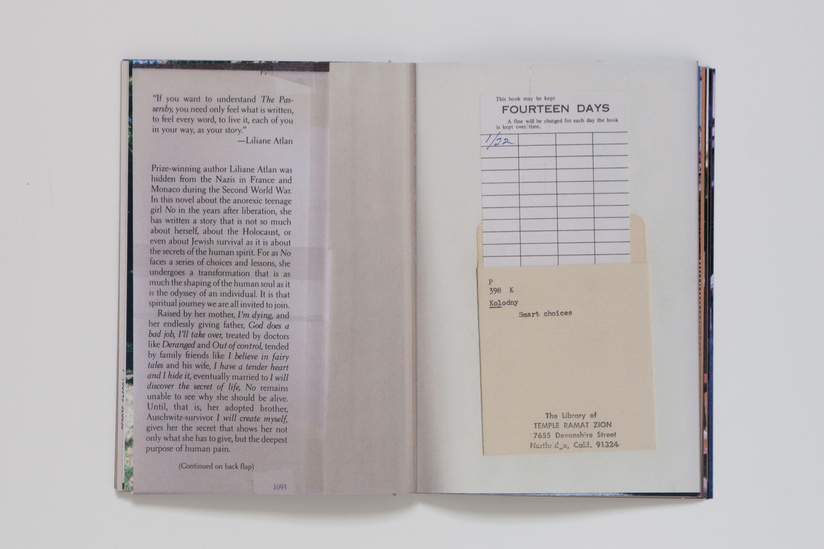 "If you want to understand The Pas-
sersby, you need only feel what is written,
to feel every word, to live it, each of you
in your way, as your story."
—Liliane Atlan
Prize-winning author Liliane Atlan was
hidden from the Nazis in France and
Monaco during the Second World War.
In this novel about the anorexic teenage
girl No in the years after liberation, she
has written a story that is not so much
about herself, about the Holocaust, or
even about Jewish survival as it is about
the secrets of the human spirit. For as No
faces a series of choices and lessons, she
undergoes a transformation that is as
much the shaping of the human soul as it
is the odyssey of an individual. It is that
spiritual journey we are all invited to join.
Raised by her mother, I'm dying, and
her endlessly giving father, God does a
bad job, I'll take over, treated by doctors
like Deranged and Out of control, tended
by family friends like I believe in fairy
tales and his wife, I have a tender heart
and I hide it, eventually married to I will
discover the secret of life, No remains
unable to see why she should be alive.
Until, that is, her adopted brother,
Auschwitz-survivor I will create myself,
gives her the secret that shows her not
only what she has to give, but the deepest
purpose of human pain.
(Continued on back flap)
This book may be kept
FOURTEEN DAYS
A fine will be charged for each day the book
is kept over time.
1/22
P
398 K
Kolodny
Smart choices
The Library of
TEMPLE RAMAT ZION
7655 Devonshire Street
Calif. 91324